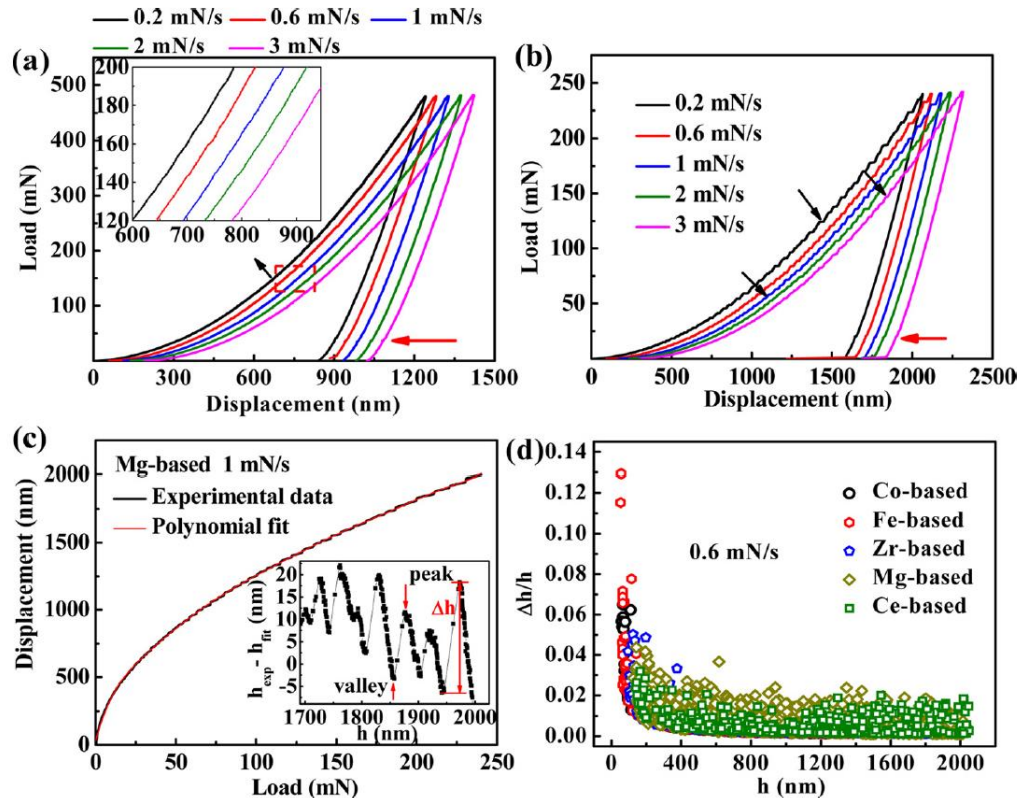 0.2 mN/s 0.6 mN/s 1 mN/s
2 mN/s 3 mN/s
(a)
200
180
160
140
120
600 700 800 900
500
400
300
200
100
0
Load (mN)
0 300 600 900 1200 1500
Displacement (nm)
(b)
0.2 mN/s
0.6 mN/s
1 mN/s
2 mN/s
3 mN/s
250
200
150
100
50
0
Load (mN)
0 500 1000 1500 2000 2500
Displacement (nm)
(c)
Mg-based 1 mN/s
Experimental data
Polynomial fit
2000
1500
1000
500
0
Displacement (nm)
0 50 100 150 200 250
Load (mN)
20
15
10
5
0
-5
hexp- hfit (nm)
peak
Δh
valley
1700 1800 1900 2000
h (nm)
(d)
0.6 mN/s
Co-based
Fe-based
Zr-based
Mg-based
Ce-based
0.14
0.12
0.10
0.08
0.06
0.04
0.02
0.00
Δh/h
0 400 800 1200 1600 2000
h (nm)